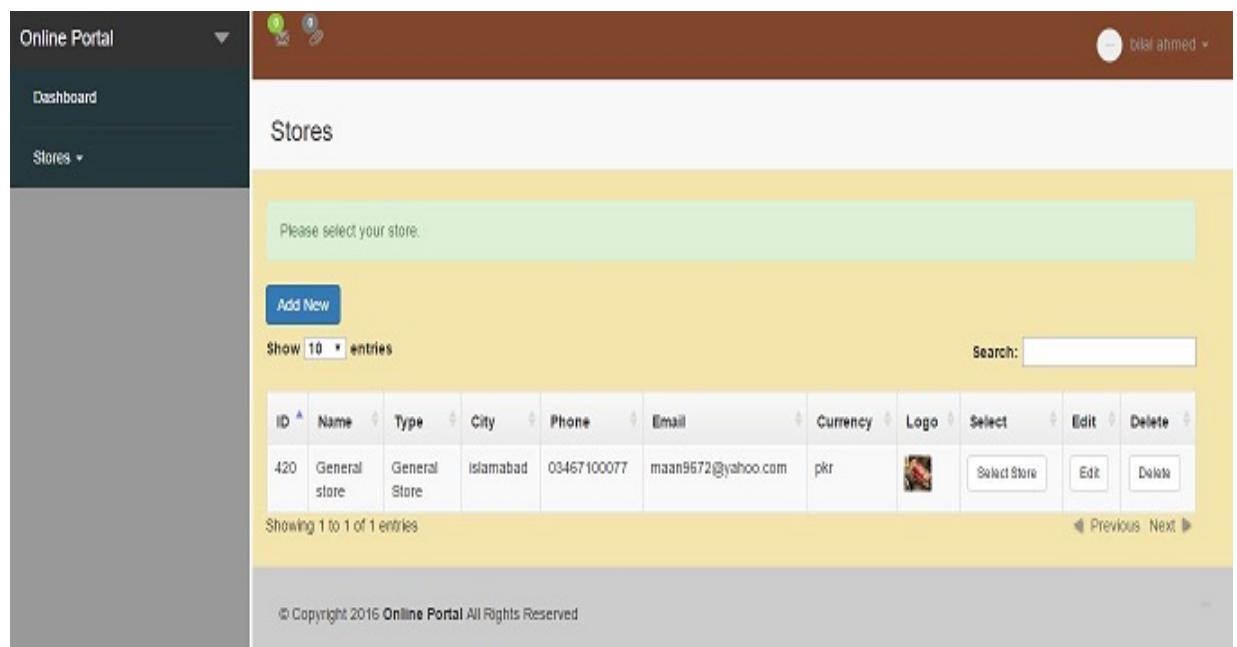 Online Portal
0 0
bilal ahmed
Dashboard
Stores
Stores
Please select your store.
Add New
Show 10 entries
Search:
ID Name Type City Phone Email Currency Logo Select Edit Delete
420 General store General Store islamabad 03467100077 maan9672@yahoo.com pkr Select Store Edit Delete
Showing 1 to 1 of 1 entries
Previous Next
© Copyright 2016 Online Portal All Rights Reserved